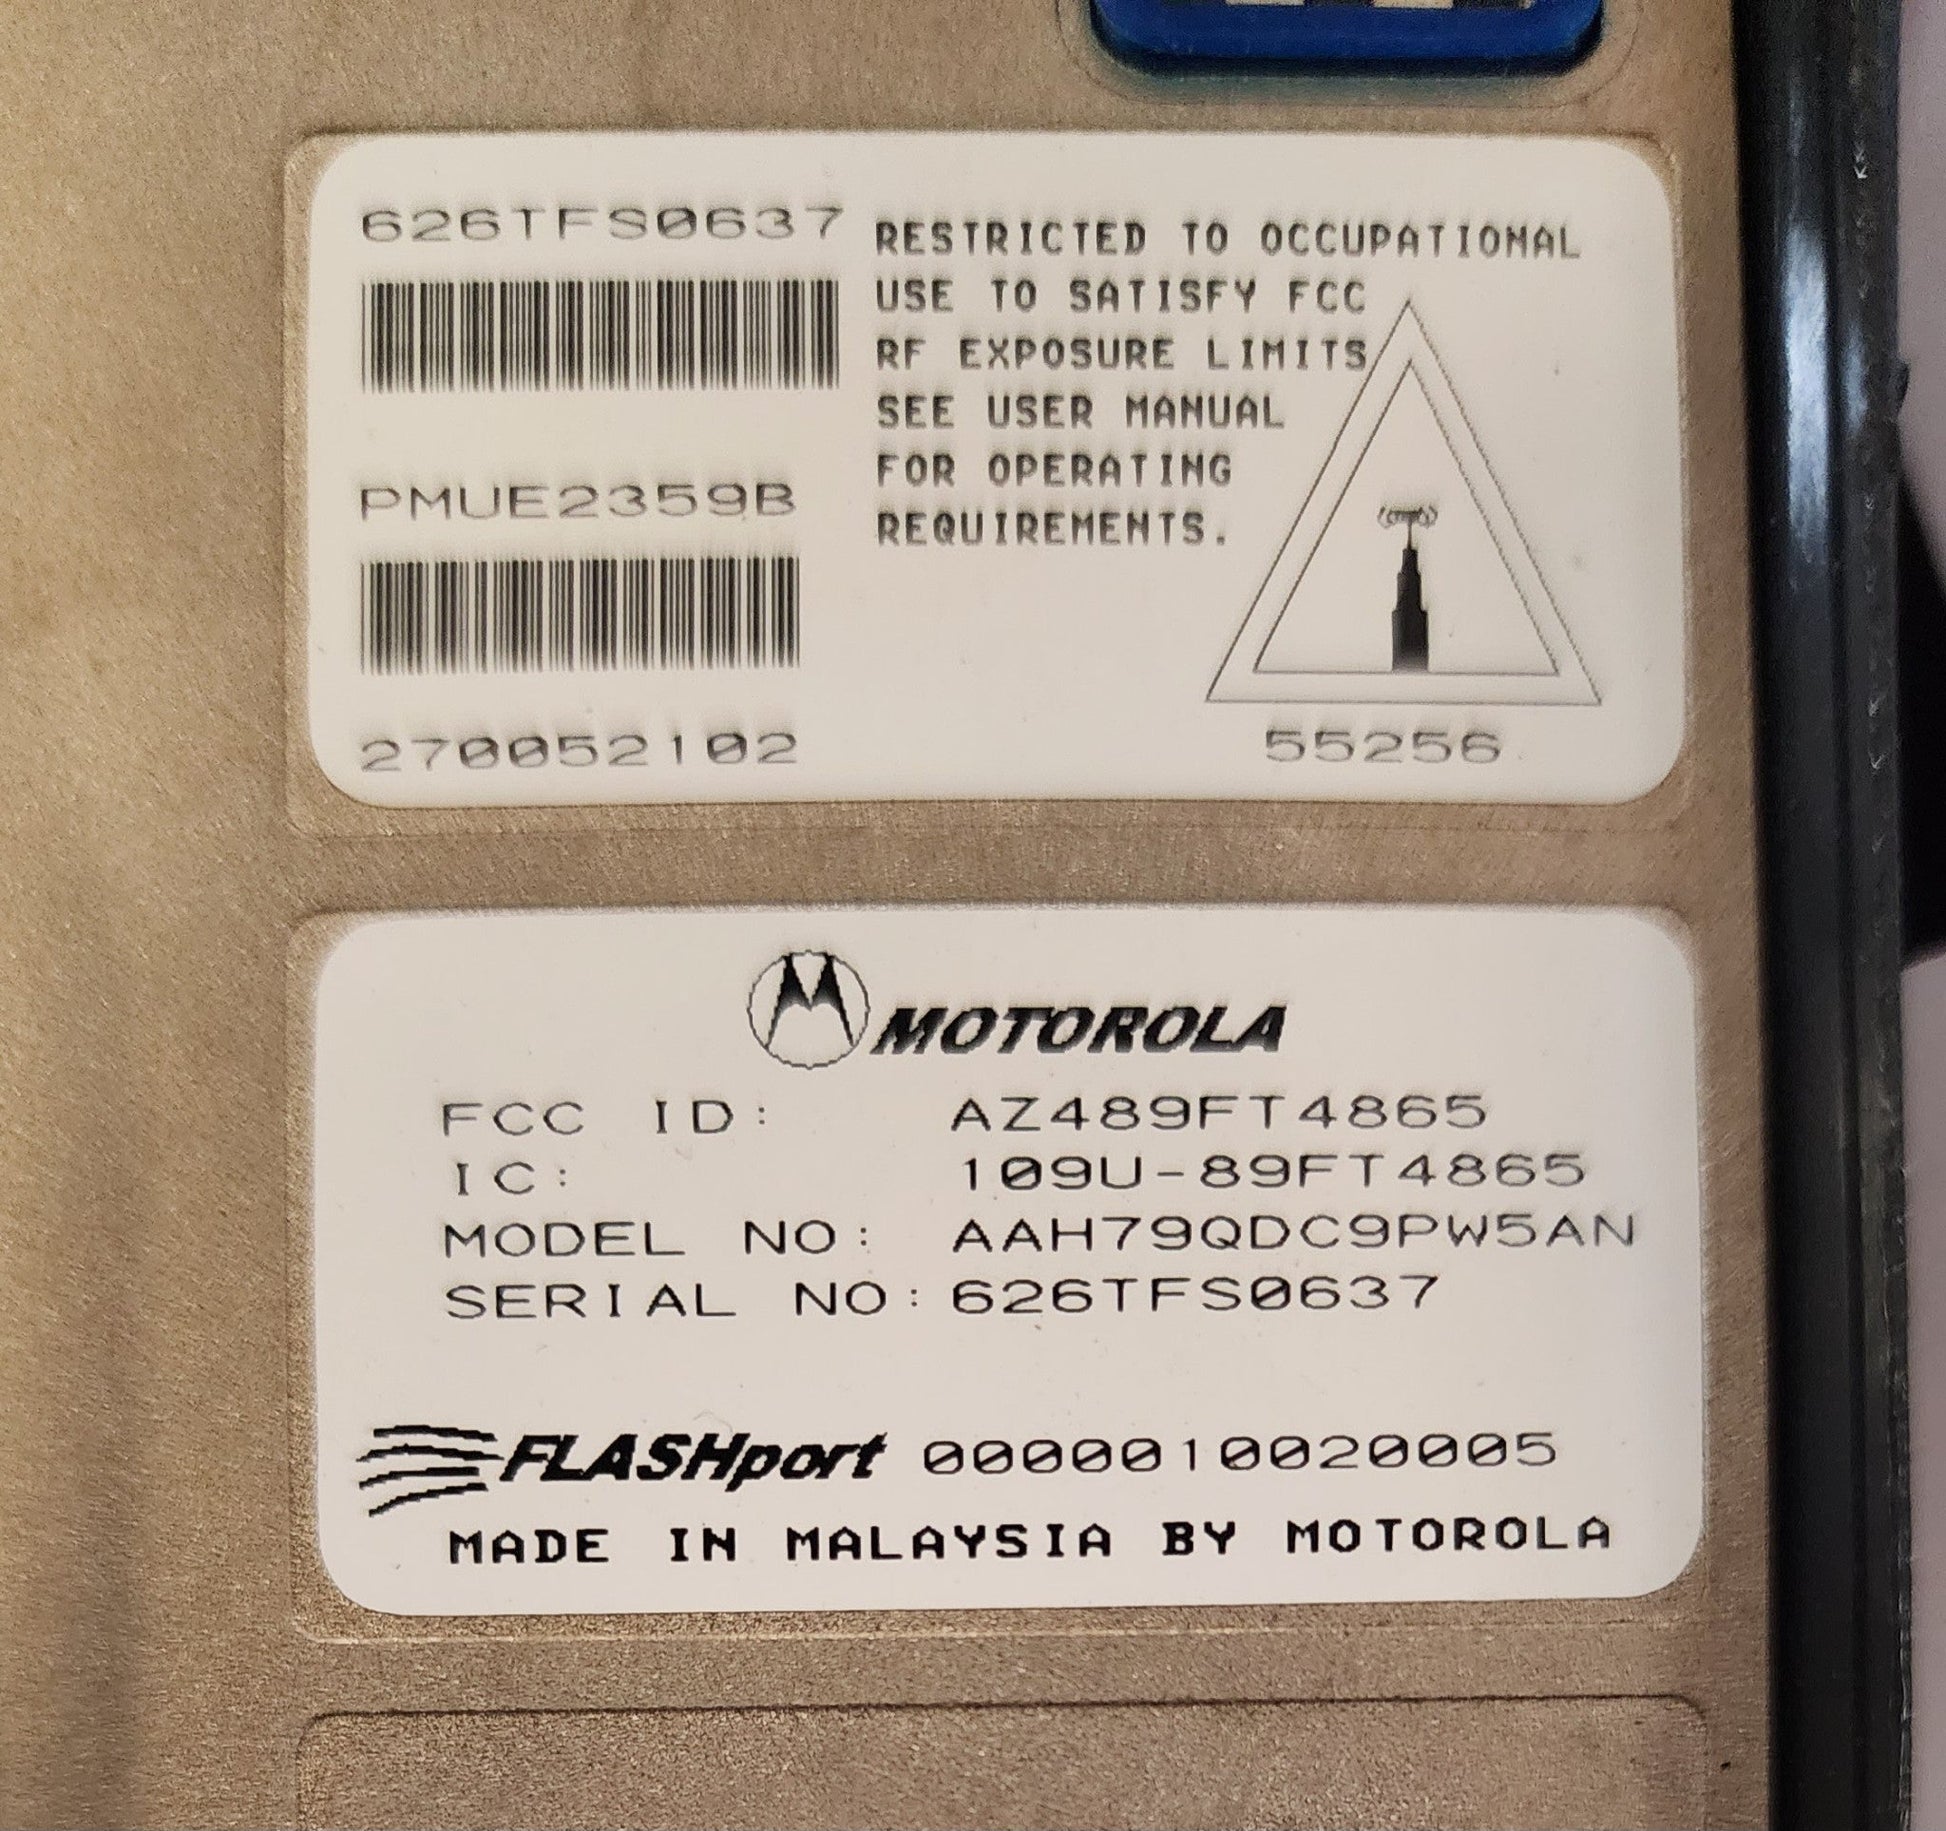 626TFS0637
PMUE2359B
270052102
RESTRICTED TO OCCUPATIONAL
USE TO SATISFY FCC
RF EXPOSURE LIMITS
SEE USER MANUAL
FOR OPERATING
REQUIREMENTS.
55256
MOTOROLA
FCC ID: AZ489FT4865
IC: 109U-89FT4865
MODEL NO: AAH79QDC9PW5AN
SERIAL NO: 626TFS0637
FLASHport 0000010020005
MADE IN MALAYSIA BY MOTOROLA